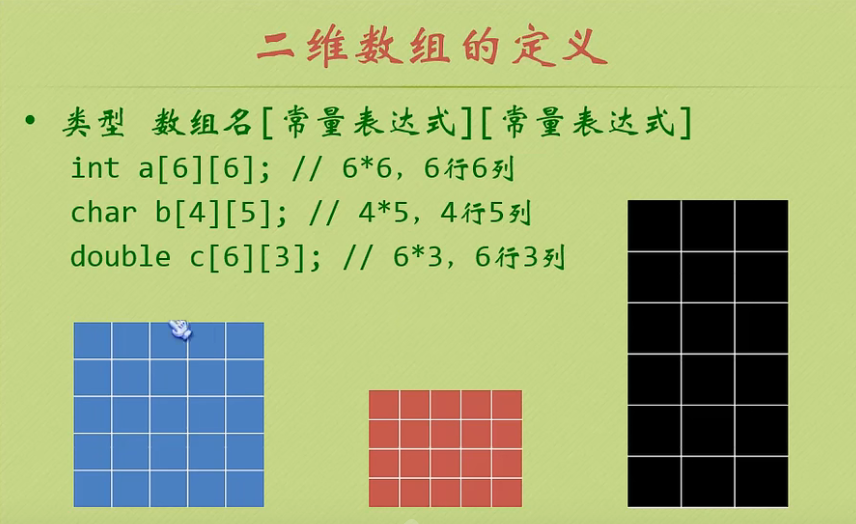 二维数组的定义
• 类型 数组名[常量表达式][常量表达式]
int a[6][6]; // 6*6，6行6列
char b[4][5]; // 4*5，4行5列
double c[6][3]; // 6*3，6行3列